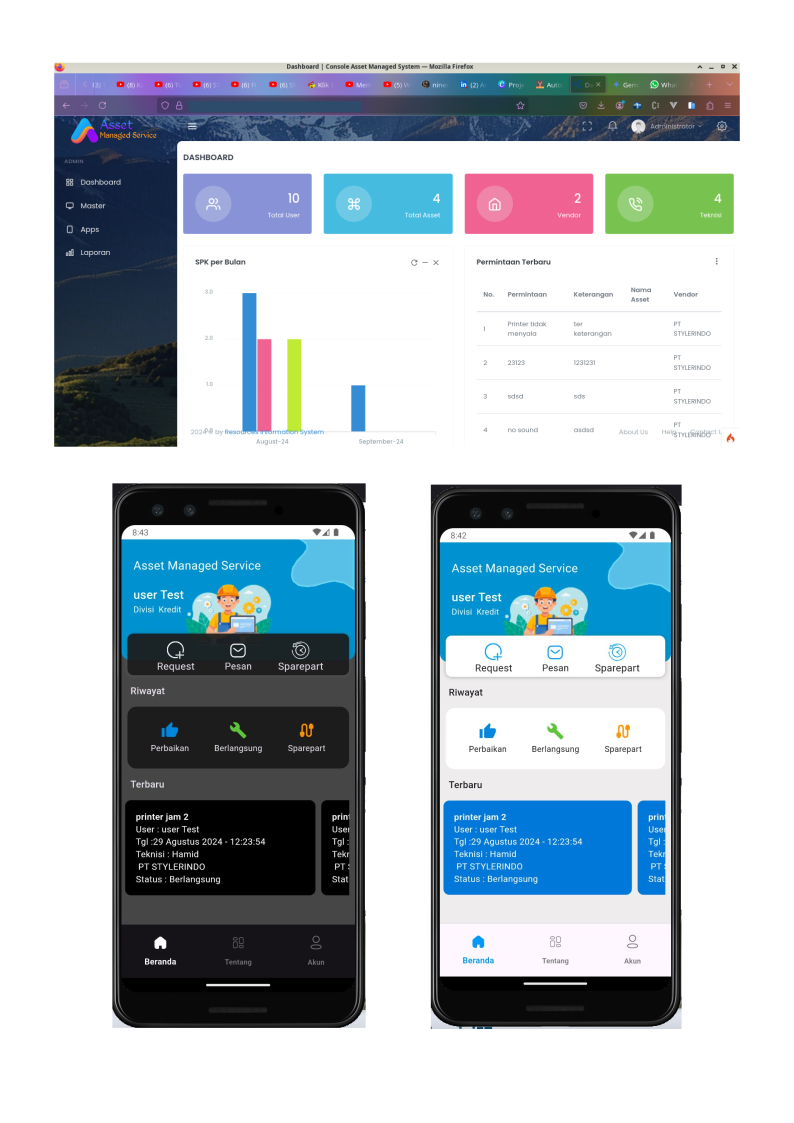 Dashboard | Console Asset Managed System — Mozilla Firefox
Asset
Managed Service
Administrator
ADMIN
Dashboard
Master
Apps
Laporan
DASHBOARD
10
Total User
4
Total Asset
2
Vendor
4
Teknisi
SPK per Bulan
3.0
2.0
1.0
0.0
August-24
September-24
Permintaan Terbaru
No. Permintaan Keterangan Nama Asset Vendor
1 Printer tidak menyala ter keterangan PT STYLERINDO
2 23123 1231231 PT STYLERINDO
3 sdsd sds PT STYLERINDO
4 no sound asdsd PT STYLERINDO
2024 © by Resources Information System
About Us Help Contact U
8:43
Asset Managed Service
user Test
Divisi Kredit
Request Pesan Sparepart
Riwayat
Perbaikan Berlangsung Sparepart
Terbaru
printer jam 2
User : user Test
Tgl :29 Agustus 2024 - 12:23:54
Teknisi : Hamid
PT STYLERINDO
Status : Berlangsung
Beranda Tentang Akun
8:42
Asset Managed Service
user Test
Divisi Kredit
Request Pesan Sparepart
Riwayat
Perbaikan Berlangsung Sparepart
Terbaru
printer jam 2
User : user Test
Tgl :29 Agustus 2024 - 12:23:54
Teknisi : Hamid
PT STYLERINDO
Status : Berlangsung
Beranda Tentang Akun